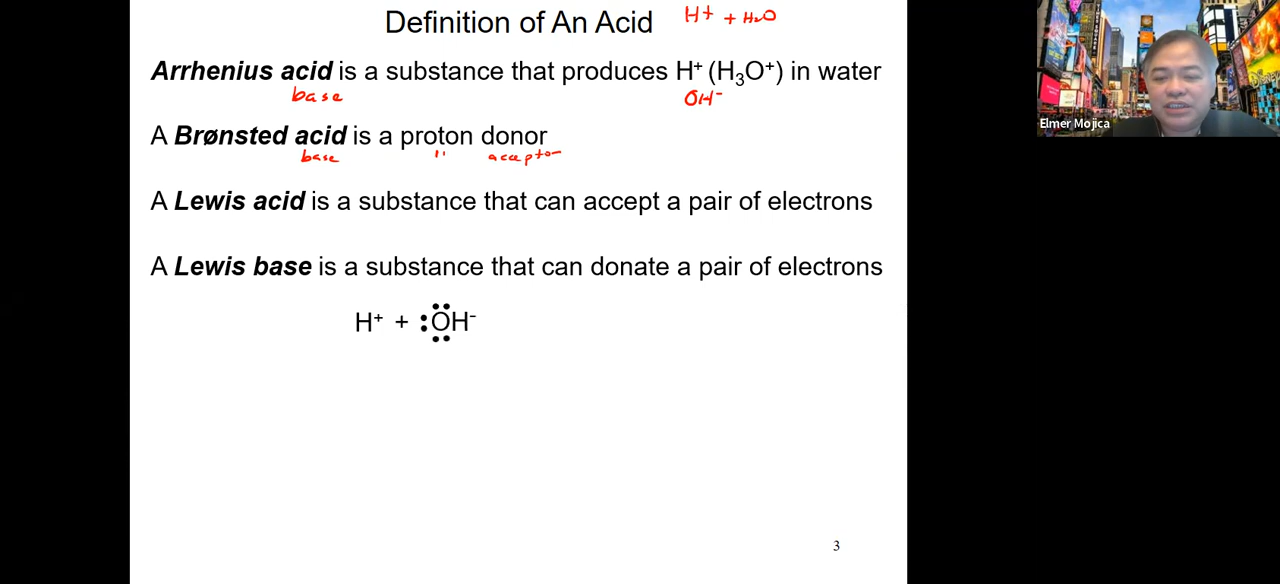 Definition of An Acid H+ + H₂O
Arrhenius acid is a substance that produces H⁺ (H₃O⁺) in water
base OH⁻
A Brønsted acid is a proton donor
base " acceptor
A Lewis acid is a substance that can accept a pair of electrons
A Lewis base is a substance that can donate a pair of electrons
H⁺ + :ÖH⁻
3
Elmer Mojica